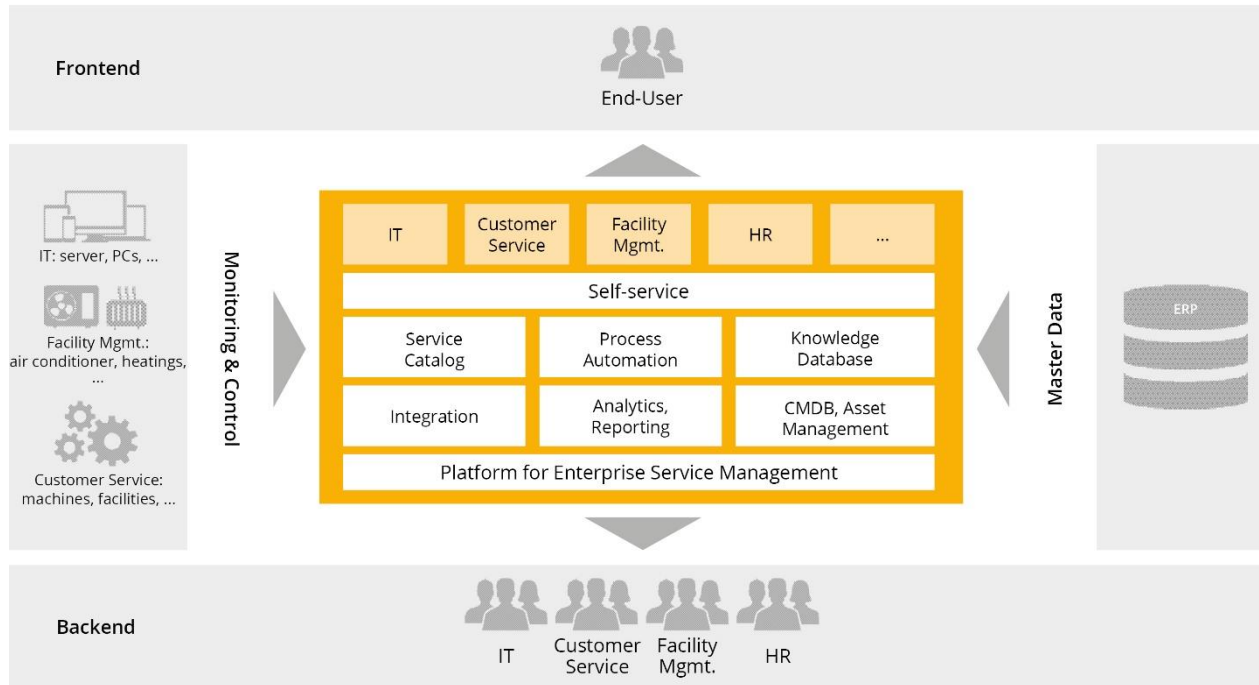 Frontend
End-User
IT: server, PCs, ...
Facility Mgmt.:
air conditioner, heatings,
...
Customer Service:
machines, facilities, ...
Monitoring & Control
IT
Customer
Service
Facility
Mgmt.
HR
...
Self-service
Service
Catalog
Process
Automation
Knowledge
Database
Integration
Analytics,
Reporting
CMDB, Asset
Management
Platform for Enterprise Service Management
Master Data
ERP
Backend
IT
Customer
Service
Facility
Mgmt.
HR